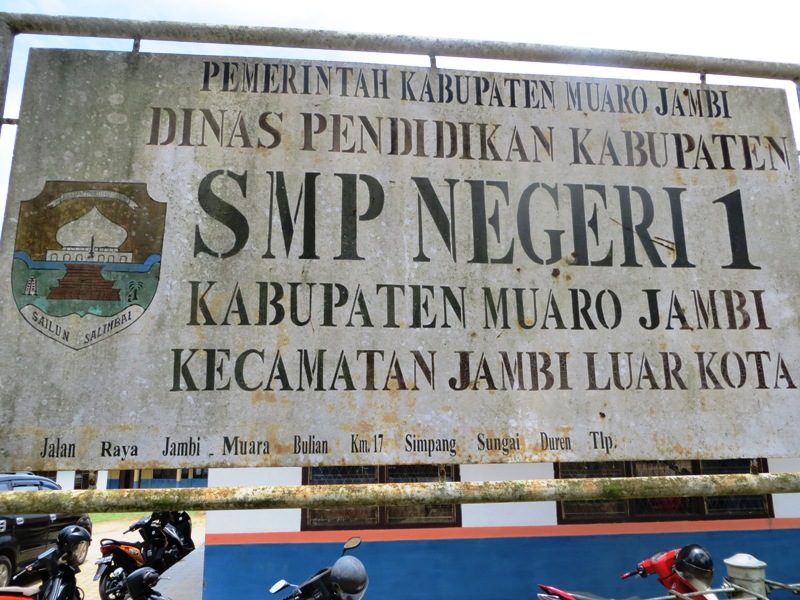 PEMERINTAH KABUPATEN MUARO JAMBI
DINAS PENDIDIKAN KABUPATEN
SMP NEGERI 1
KABUPATEN MUARO JAMBI
KECAMATAN JAMBI LUAR KOTA
SAILUN SALIMBAI
Jalan Raya Jambi - Muara Bulian Km. 17 Simpang Sungai Duren Tlp.